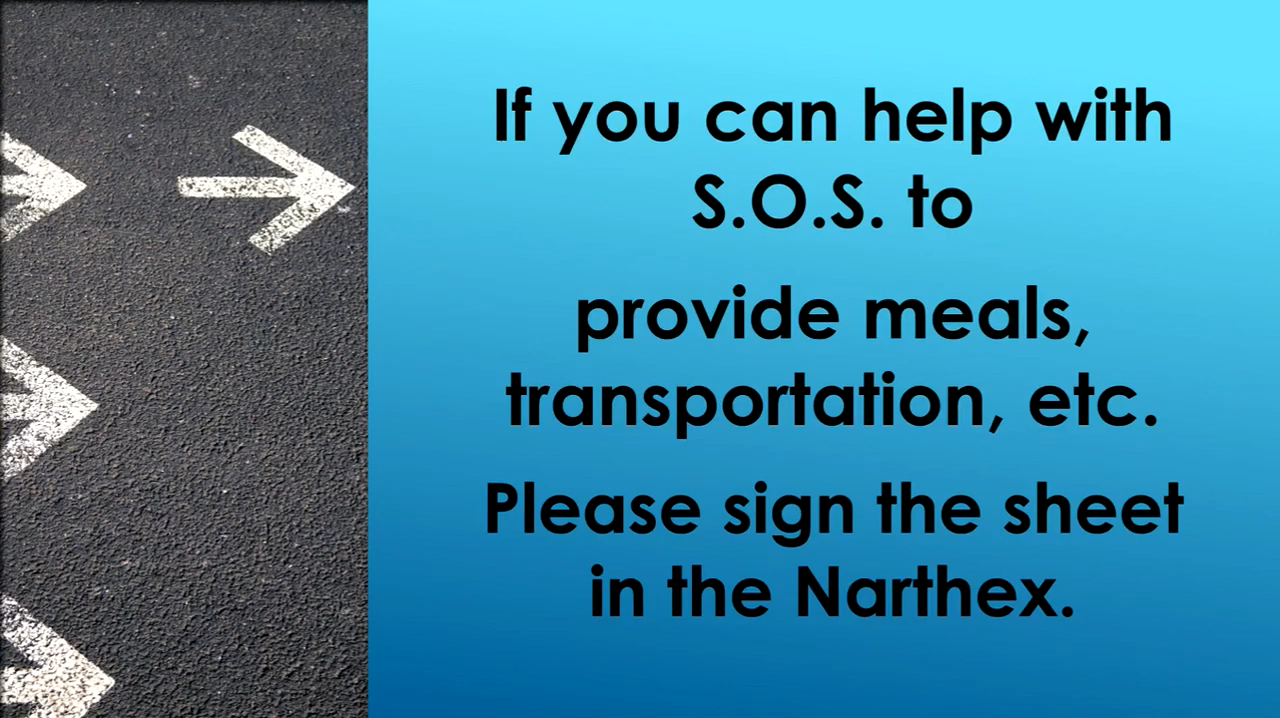 If you can help with
S.O.S. to
provide meals,
transportation, etc.
Please sign the sheet
in the Narthex.